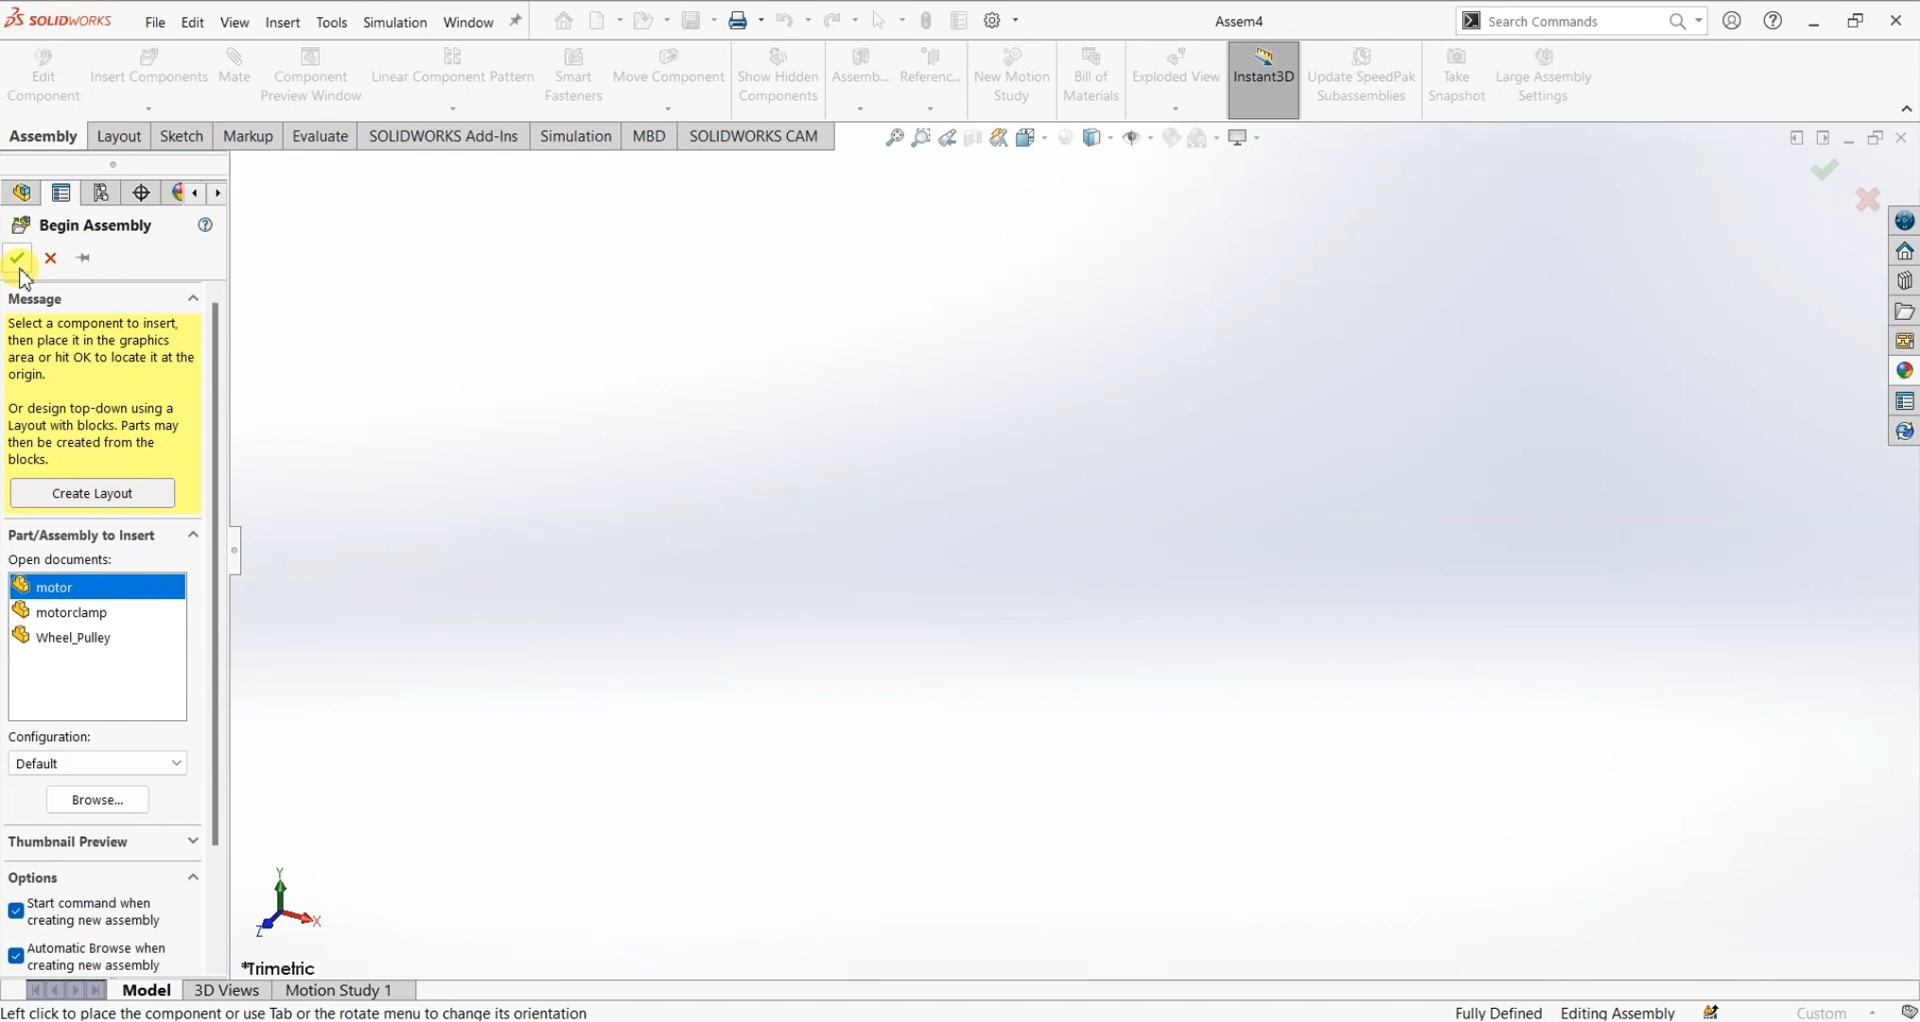 SOLIDWORKS File Edit View Insert Tools Simulation Window Assem4 Search Commands
Edit Component Insert Components Mate Component Preview Window Linear Component Pattern Smart Fasteners Move Component Show Hidden Components Assemb... Referenc... New Motion Study Bill of Materials Exploded View Instant3D Update SpeedPak Subassemblies Take Snapshot Large Assembly Settings
Assembly Layout Sketch Markup Evaluate SOLIDWORKS Add-Ins Simulation MBD SOLIDWORKS CAM
Begin Assembly
Message
Select a component to insert,
then place it in the graphics
area or hit OK to locate it at the
origin.
Or design top-down using a
Layout with blocks. Parts may
then be created from the
blocks.
Create Layout
Part/Assembly to Insert
Open documents:
motor
motorclamp
Wheel_Pulley
Configuration:
Default
Browse...
Thumbnail Preview
Options
Start command when
creating new assembly
Automatic Browse when
creating new assembly
Y
X
Z
*Trimetric
Model 3D Views Motion Study 1
Left click to place the component or use Tab or the rotate menu to change its orientation Fully Defined Editing Assembly Custom